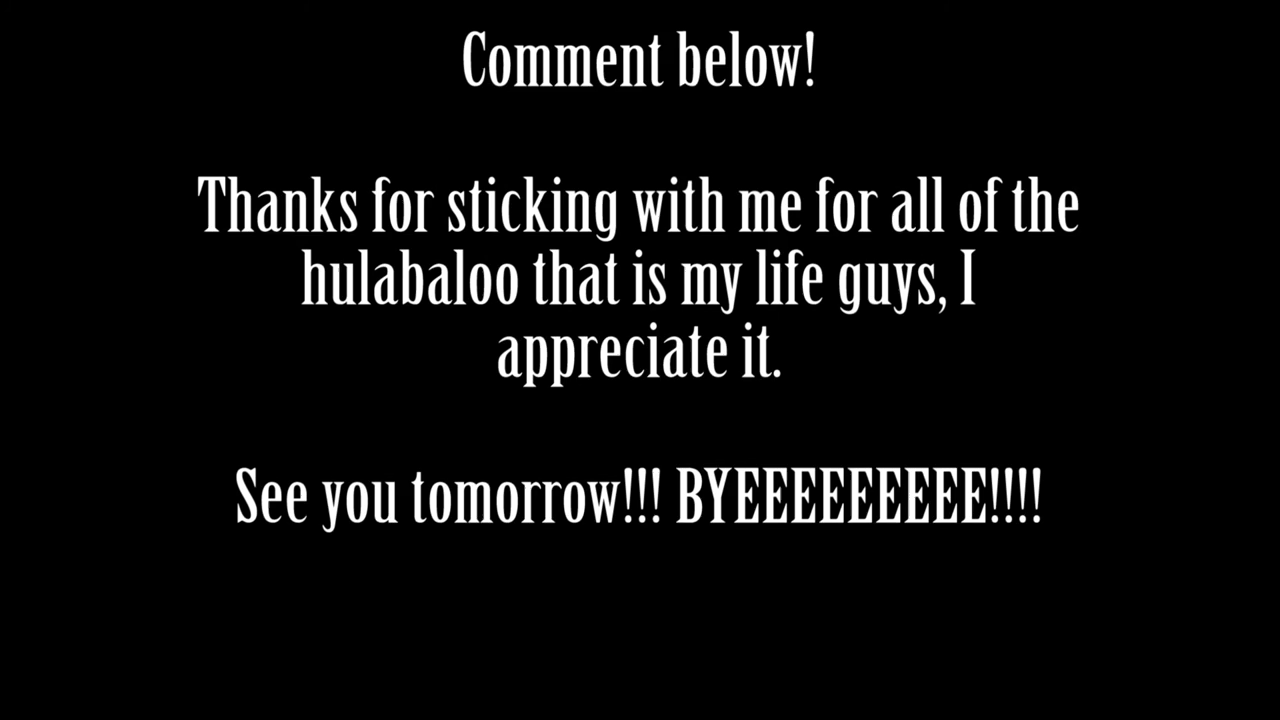 Comment below!
Thanks for sticking with me for all of the
hulabaloo that is my life guys, I
appreciate it.
See you tomorrow!!! BYEEEEEEEEE!!!!